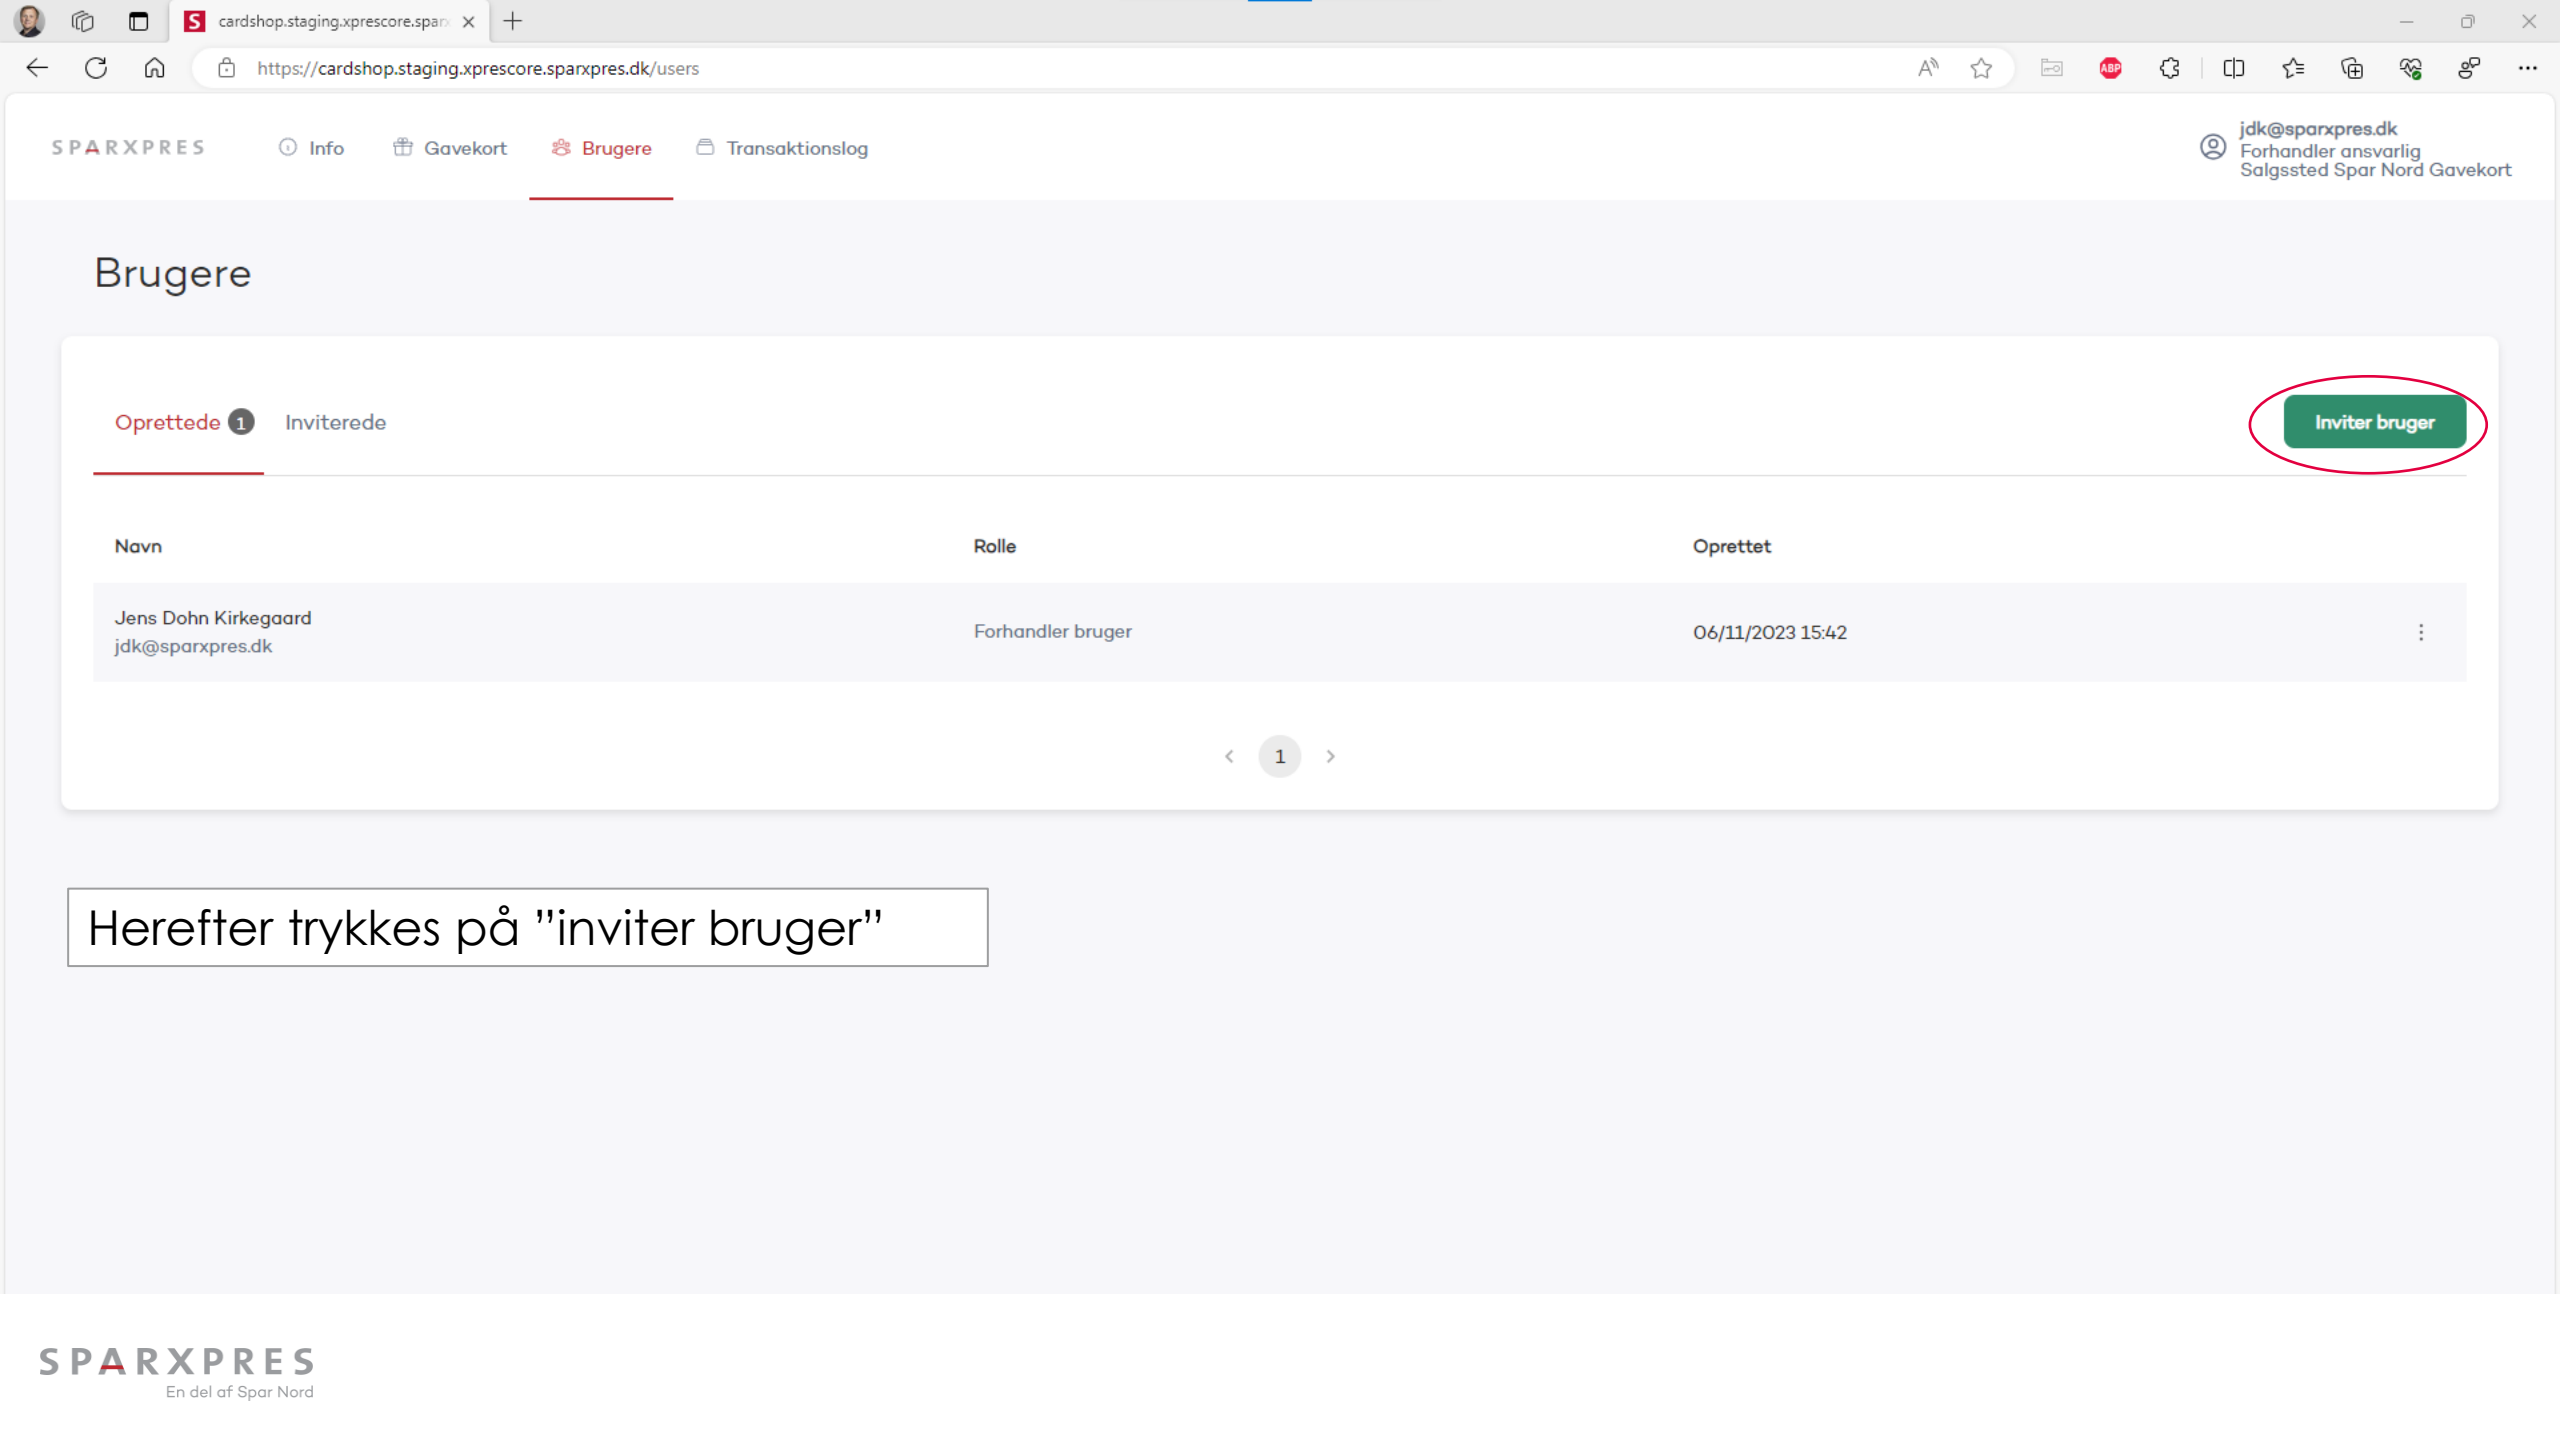 cardshop.staging.xprescore.sparx
https://cardshop.staging.xprescore.sparxpres.dk/users
ABP
SPARXPRES
Info
Gavekort
Brugere
Transaktionslog
jdk@sparxpres.dk
Forhandler ansvarlig
Salgssted Spar Nord Gavekort
Brugere
Oprettede 1
Inviterede
Inviter bruger
Navn
Rolle
Oprettet
Jens Dohn Kirkegaard
jdk@sparxpres.dk
Forhandler bruger
06/11/2023 15:42
1
Herefter trykkes på ”inviter bruger”
SPARXPRES
En del af Spar Nord